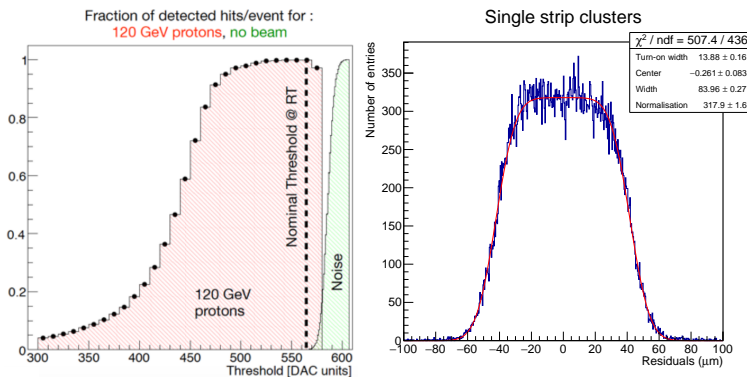 Fraction of detected hits/event for :
120 GeV protons, no beam
1
0.8
0.6
0.4
0.2
0
300
350
400
450
500
550
600
Threshold [DAC units]
120 GeV
protons
Nominal Threshold @ RT
Noise
Single strip clusters
χ² / ndf = 507.4 / 436
Turn-on width 13.88 ± 0.16
Center −0.261 ± 0.083
Width 83.96 ± 0.27
Normalisation 317.9 ± 1.6
Number of entries
400
350
300
250
200
150
100
50
0
−100
−80
−60
−40
−20
0
20
40
60
80
100
Residuals (μm)